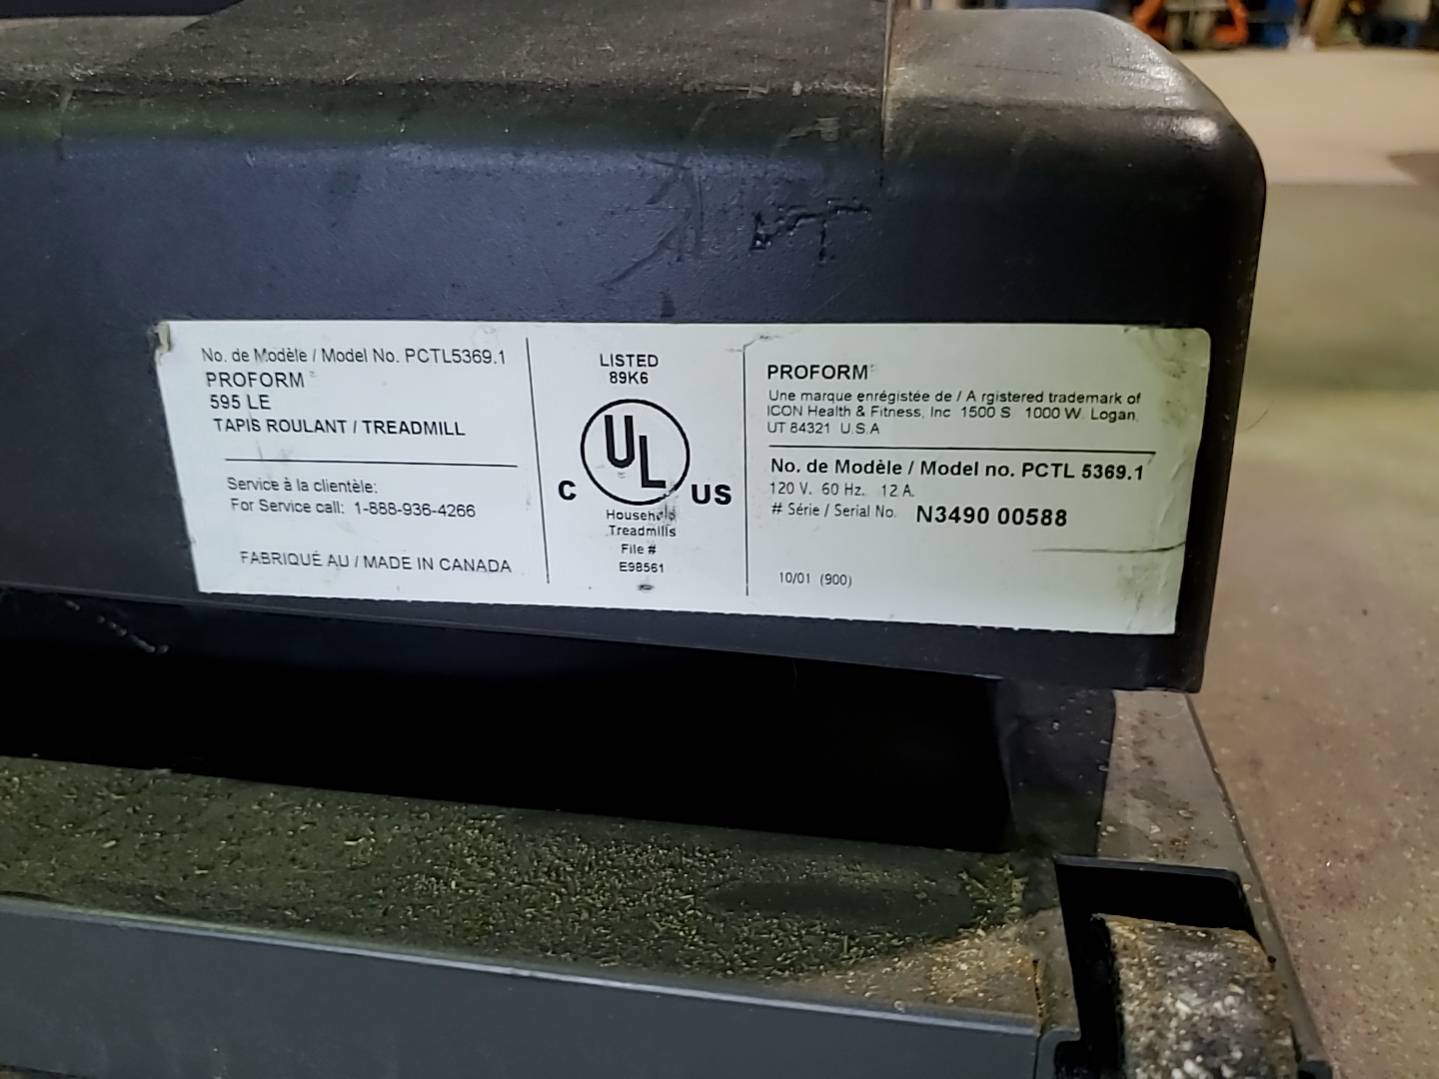 No. de Modèle / Model No. PCTL5369.1
PROFORM
595 LE
TAPIS ROULANT / TREADMILL
Service à la clientèle:
For Service call: 1-888-936-4266
FABRIQUÉ AU / MADE IN CANADA
LISTED
89K6
UL
C US
Household
Treadmills
File #
E98561
PROFORM
Une marque enrégistée de / A rgistered trademark of
ICON Health & Fitness, Inc 1500 S 1000 W. Logan,
UT 84321 U.S.A
No. de Modèle / Model no. PCTL 5369.1
120 V. 60 Hz. 12 A.
# Série / Serial No. N3490 00588
10/01 (900)